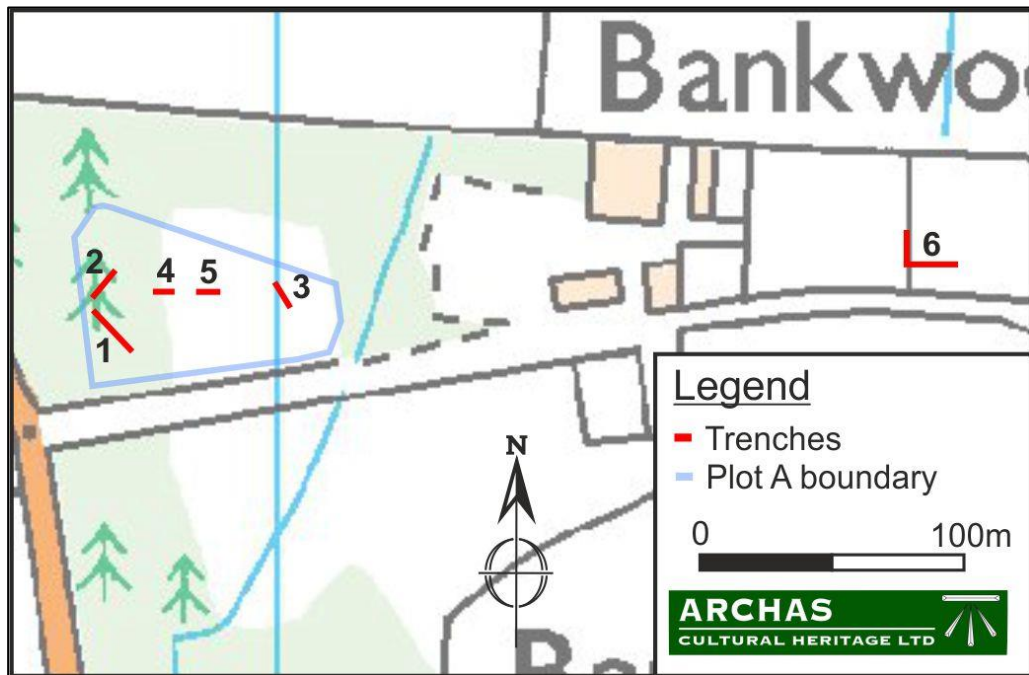 Bankwo
2
4
5
3
1
6
N
Legend
Trenches
Plot A boundary
0 100m
ARCHAS
CULTURAL HERITAGE LTD